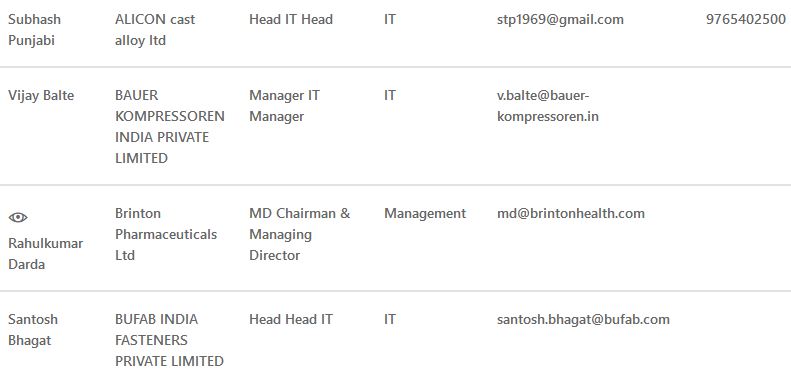 Subhash Punjabi ALICON cast alloy ltd Head IT Head IT stp1969@gmail.com 9765402500
Vijay Balte BAUER KOMPRESSOREN INDIA PRIVATE LIMITED Manager IT Manager IT v.balte@bauer-kompressoren.in
Rahulkumar Darda Brinton Pharmaceuticals Ltd MD Chairman & Managing Director Management md@brintonhealth.com
Santosh Bhagat BUFAB INDIA FASTENERS PRIVATE LIMITED Head Head IT IT santosh.bhagat@bufab.com